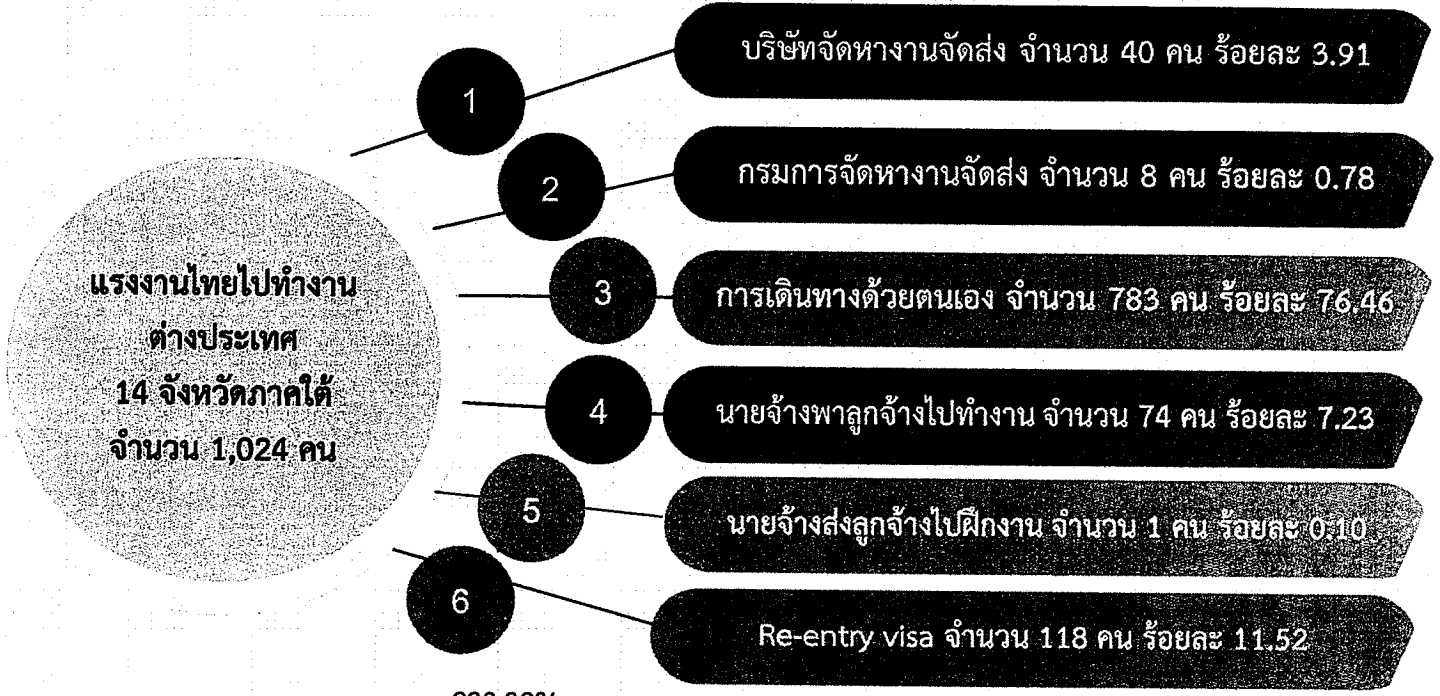 แรงงานไทยไปทำงาน
ต่างประเทศ
14 จังหวัดภาคใต้
จำนวน 1,024 คน
1
บริษัทจัดหางานจัดส่ง จำนวน 40 คน ร้อยละ 3.91
2
กรมการจัดหางานจัดส่ง จำนวน 8 คน ร้อยละ 0.78
3
การเดินทางด้วยตนเอง จำนวน 783 คน ร้อยละ 76.46
4
นายจ้างพาลูกจ้างไปทำงาน จำนวน 74 คน ร้อยละ 7.23
5
นายจ้างส่งลูกจ้างไปฝึกงาน จำนวน 1 คน ร้อยละ 0.10
6
Re-entry visa จำนวน 118 คน ร้อยละ 11.52